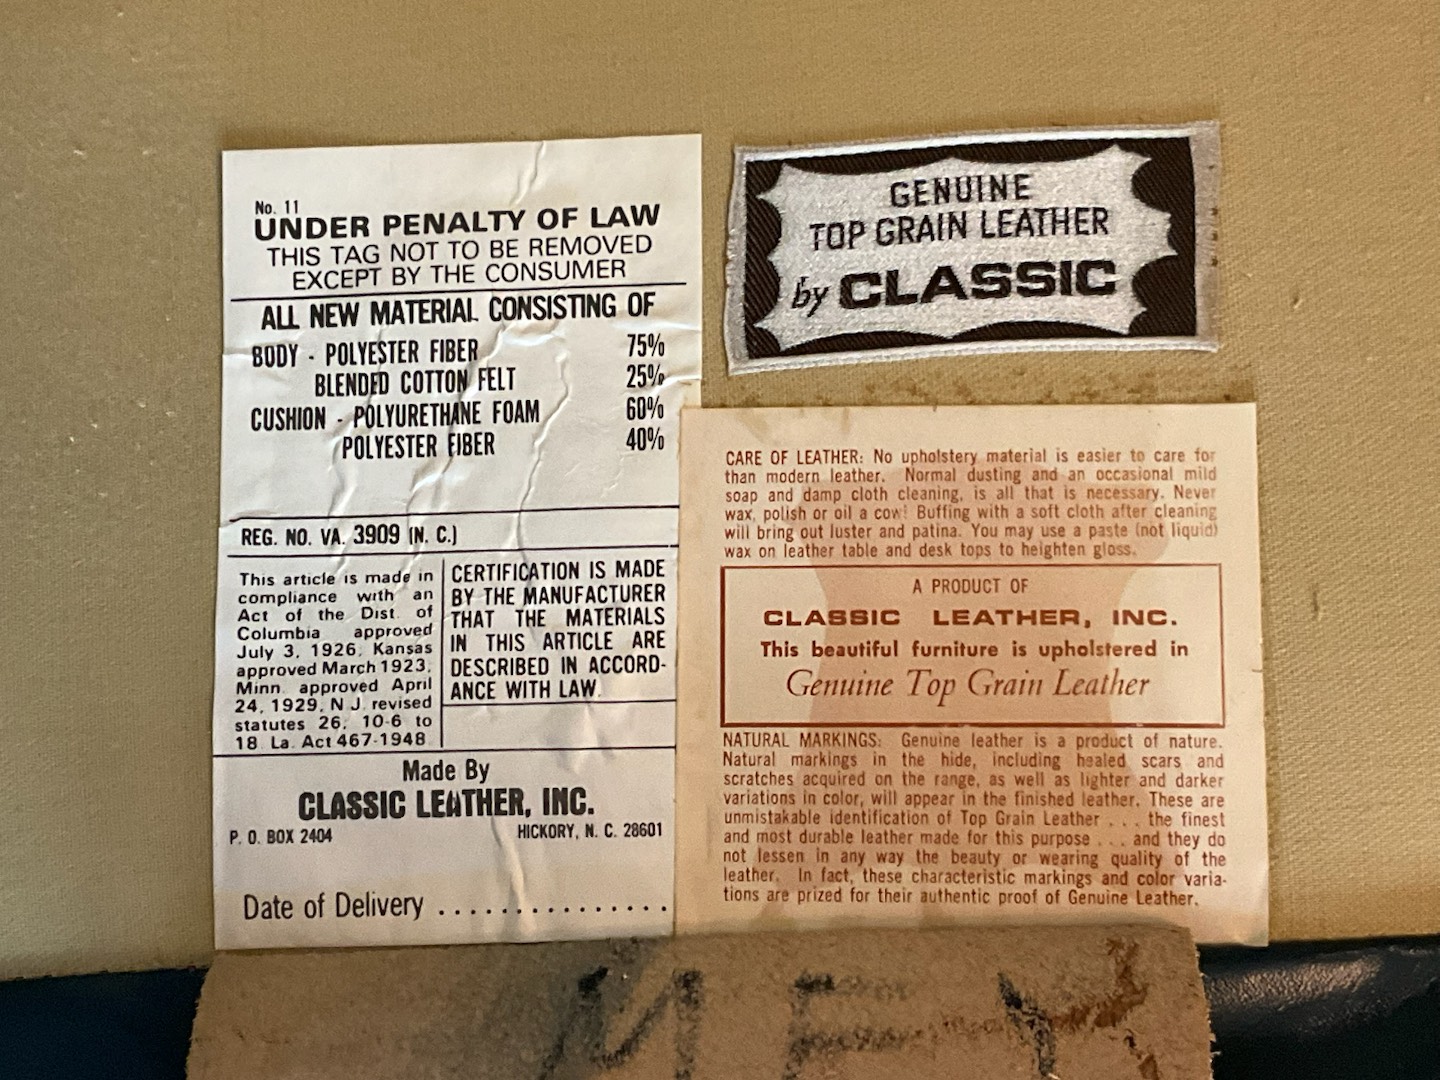 No. 11
UNDER PENALTY OF LAW
THIS TAG NOT TO BE REMOVED
EXCEPT BY THE CONSUMER
ALL NEW MATERIAL CONSISTING OF
BODY - POLYESTER FIBER 75%
BLENDED COTTON FELT 25%
CUSHION - POLYURETHANE FOAM 60%
POLYESTER FIBER 40%
REG. NO. VA. 3909 (N. C.)
This article is made in
compliance with an
Act of the Dist. of
Columbia approved
July 3, 1926; Kansas
approved March 1923;
Minn. approved April
24, 1929, N.J. revised
statutes 26; 10-6 to
18. La. Act 467-1948
CERTIFICATION IS MADE
BY THE MANUFACTURER
THAT THE MATERIALS
IN THIS ARTICLE ARE
DESCRIBED IN ACCORD-
ANCE WITH LAW.
Made By
CLASSIC LEATHER, INC.
P. O. BOX 2404 HICKORY, N. C. 28601
Date of Delivery ...............
GENUINE
TOP GRAIN LEATHER
by CLASSIC
CARE OF LEATHER: No upholstery material is easier to care for
than modern leather. Normal dusting and an occasional mild
soap and damp cloth cleaning, is all that is necessary. Never
wax, polish or oil a cow! Buffing with a soft cloth after cleaning
will bring out luster and patina. You may use a paste (not liquid)
wax on leather table and desk tops to heighten gloss.
A PRODUCT OF
CLASSIC LEATHER, INC.
This beautiful furniture is upholstered in
Genuine Top Grain Leather
NATURAL MARKINGS: Genuine leather is a product of nature.
Natural markings in the hide, including healed scars and
scratches acquired on the range, as well as lighter and darker
variations in color, will appear in the finished leather. These are
unmistakable identification of Top Grain Leather . . . the finest
and most durable leather made for this purpose . . . and they do
not lessen in any way the beauty or wearing quality of the
leather. In fact, these characteristic markings and color varia-
tions are prized for their authentic proof of Genuine Leather.